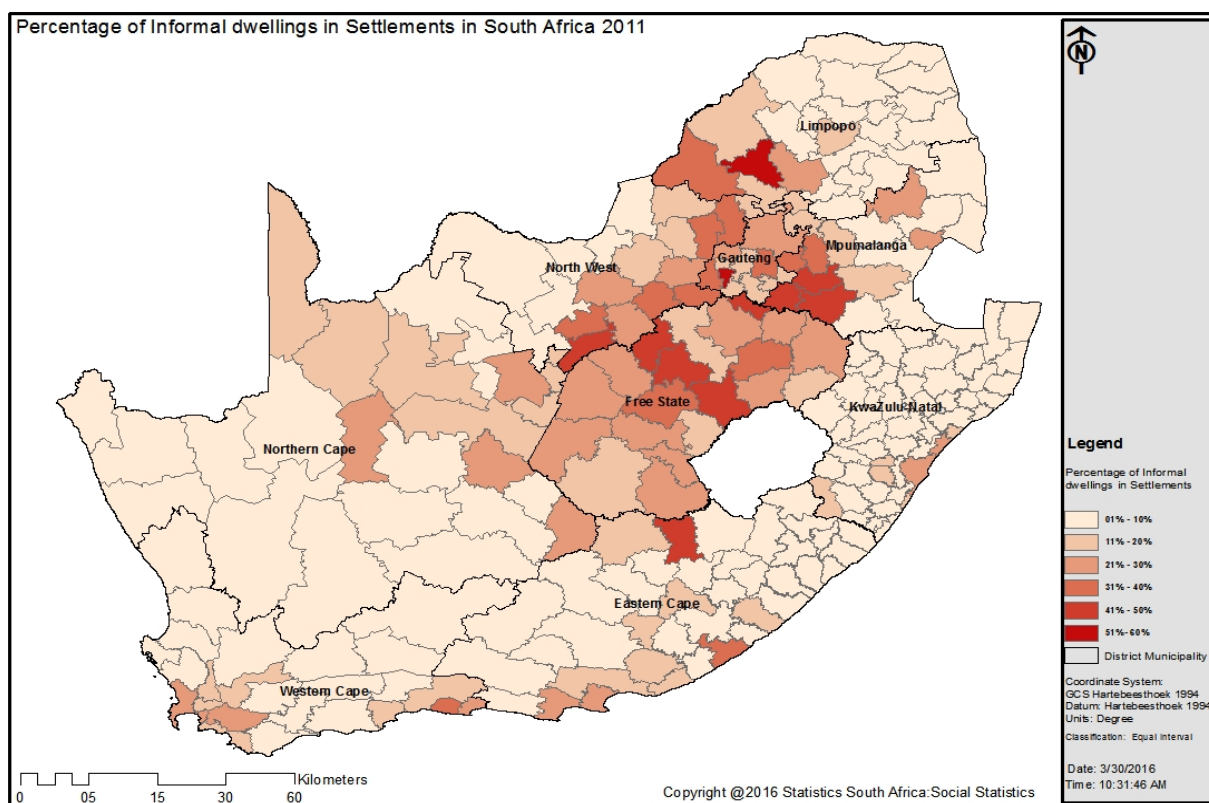 Percentage of Informal dwellings in Settlements in South Africa 2011
N
Limpopo
Mpumalanga
Gauteng
North West
Free State
KwaZulu-Natal
Northern Cape
Eastern Cape
Western Cape
Legend
Percentage of Informal
dwellings in Settlements
01% - 10%
11% - 20%
21% - 30%
31% - 40%
41% - 50%
51%- 60%
District Municipality
Coordinate System:
GCS Hartebeesthoek 1994
Datum: Hartebeesthoek 1994
Units: Degree
Classification: Equal Interval
Date: 3/30/2016
Time: 10:31:46 AM
Kilometers
0 05 15 30 60
Copyright @2016 Statistics South Africa:Social Statistics